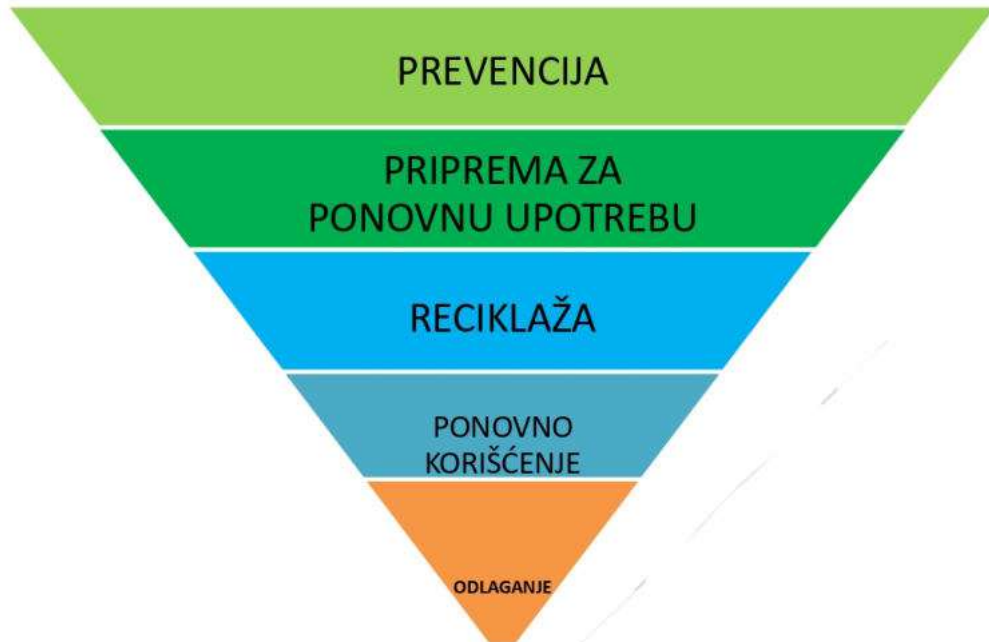 PREVENCIJA
PRIPREMA ZA
PONOVNU UPOTREBU
RECIKLAŽA
PONOVNO
KORIŠĆENJE
ODLAGANJE